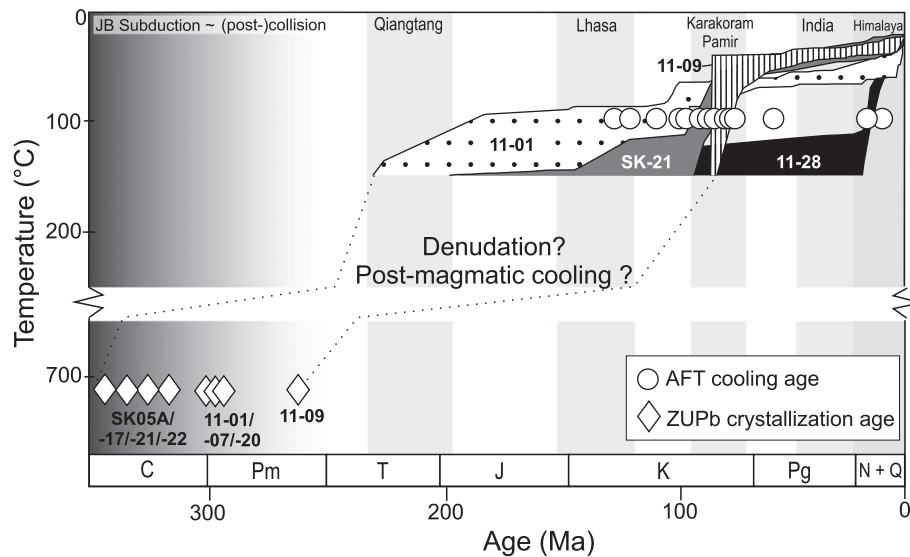 0
JB Subduction ~ (post-)collision
Qiangtang
Lhasa
Karakoram
Pamir
India
Himalaya
11-09
100
11-01
SK-21
11-28
200
Denudation?
Post-magmatic cooling ?
Temperature (°C)
700
SK05A/
-17/-21/-22
11-01/
-07/-20
11-09
AFT cooling age
ZUPb crystallization age
C
Pm
T
J
K
Pg
N + Q
300
200
100
0
Age (Ma)